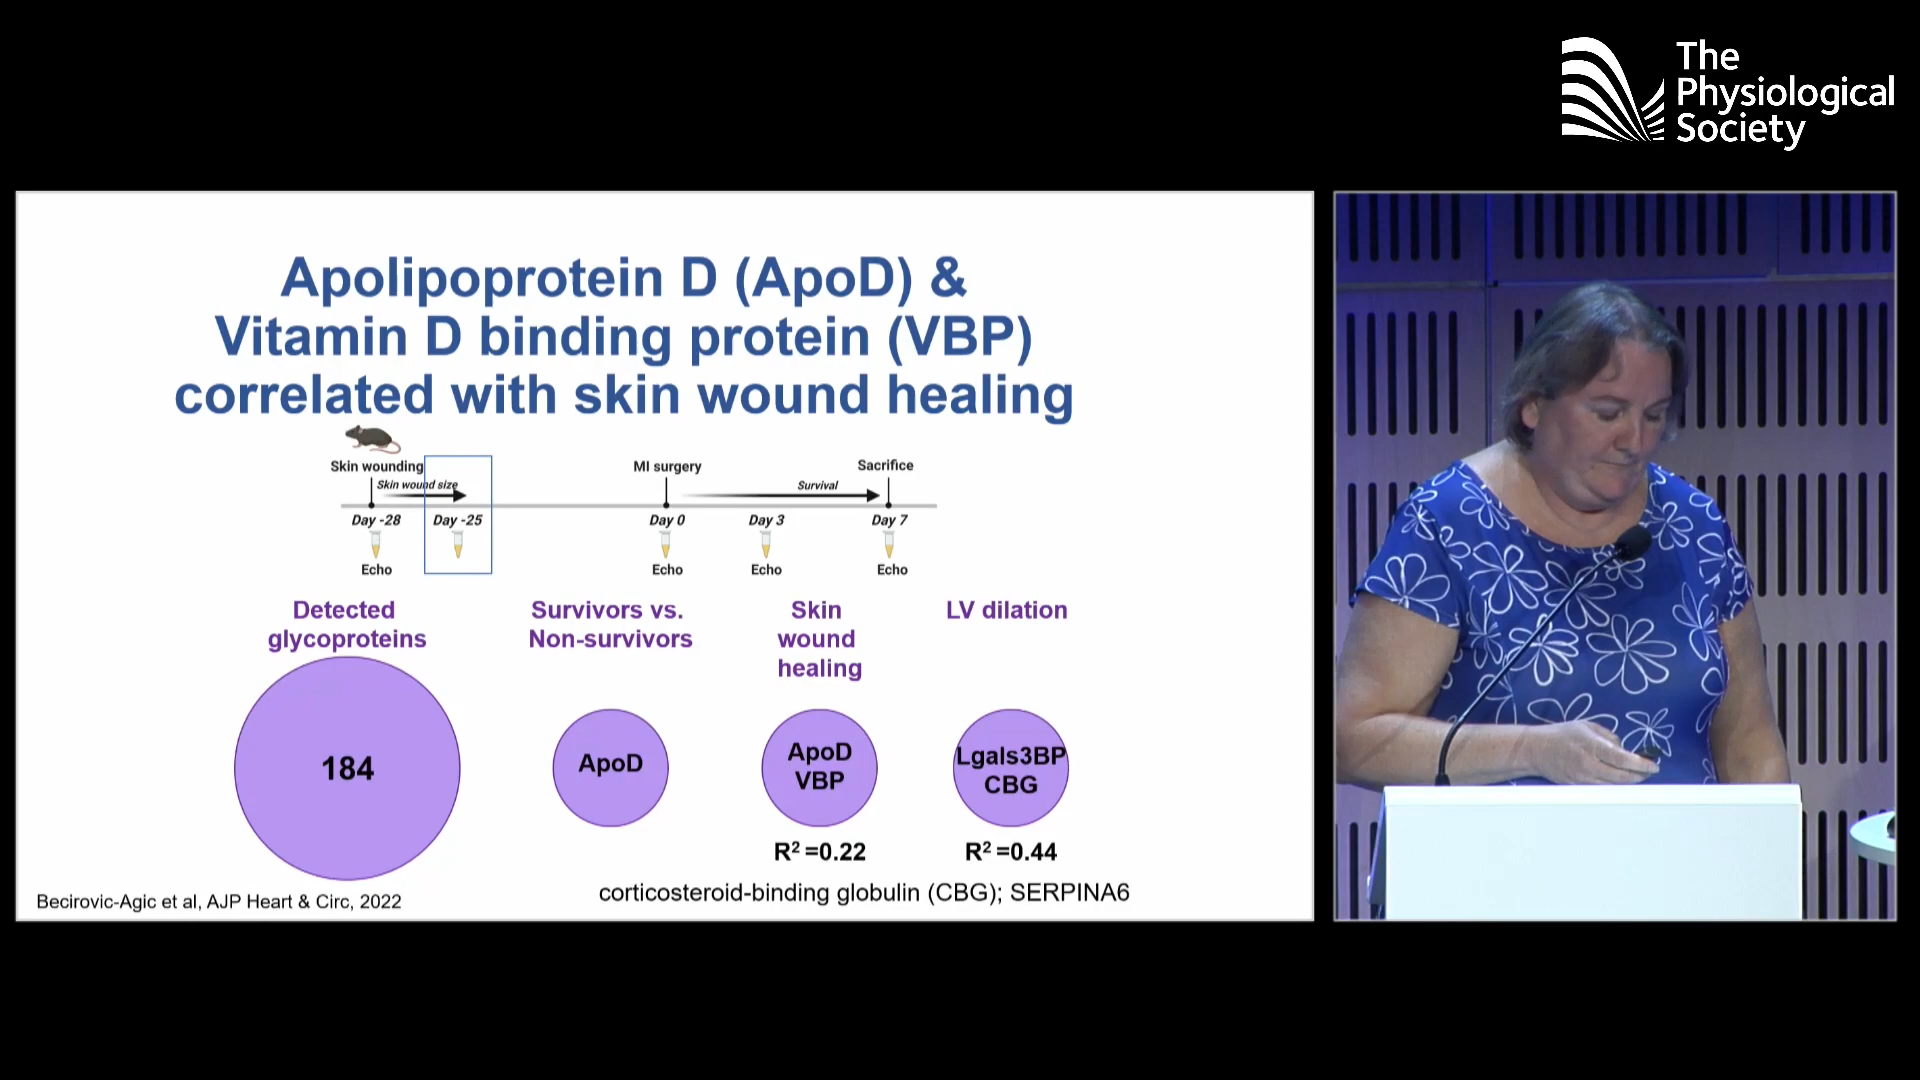 The
Physiological
Society
Apolipoprotein D (ApoD) &
Vitamin D binding protein (VBP)
correlated with skin wound healing
Skin wounding
MI surgery
Sacrifice
Skin wound size
Survival
Day -28
Day -25
Day 0
Day 3
Day 7
Echo
Echo
Echo
Echo
Detected
glycoproteins
Survivors vs.
Non-survivors
Skin
wound
healing
LV dilation
184
ApoD
ApoD
VBP
Lgals3BP
CBG
R² =0.22
R² =0.44
corticosteroid-binding globulin (CBG); SERPINA6
Becirovic-Agic et al, AJP Heart & Circ, 2022